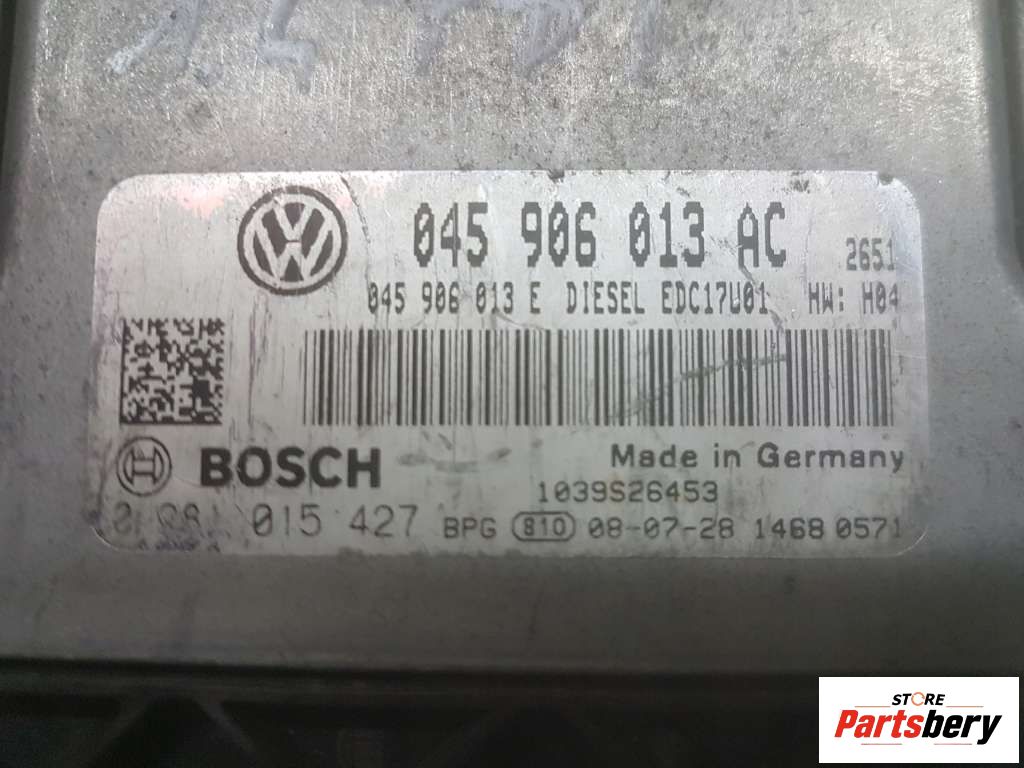 045 906 013 AC 2651
045 906 013 E DIESEL EDC17U01 HW: H04
BOSCH Made in Germany
1039S26453
015 427 BPG 810 08-07-28 1468 0571
STORE
Partsbery